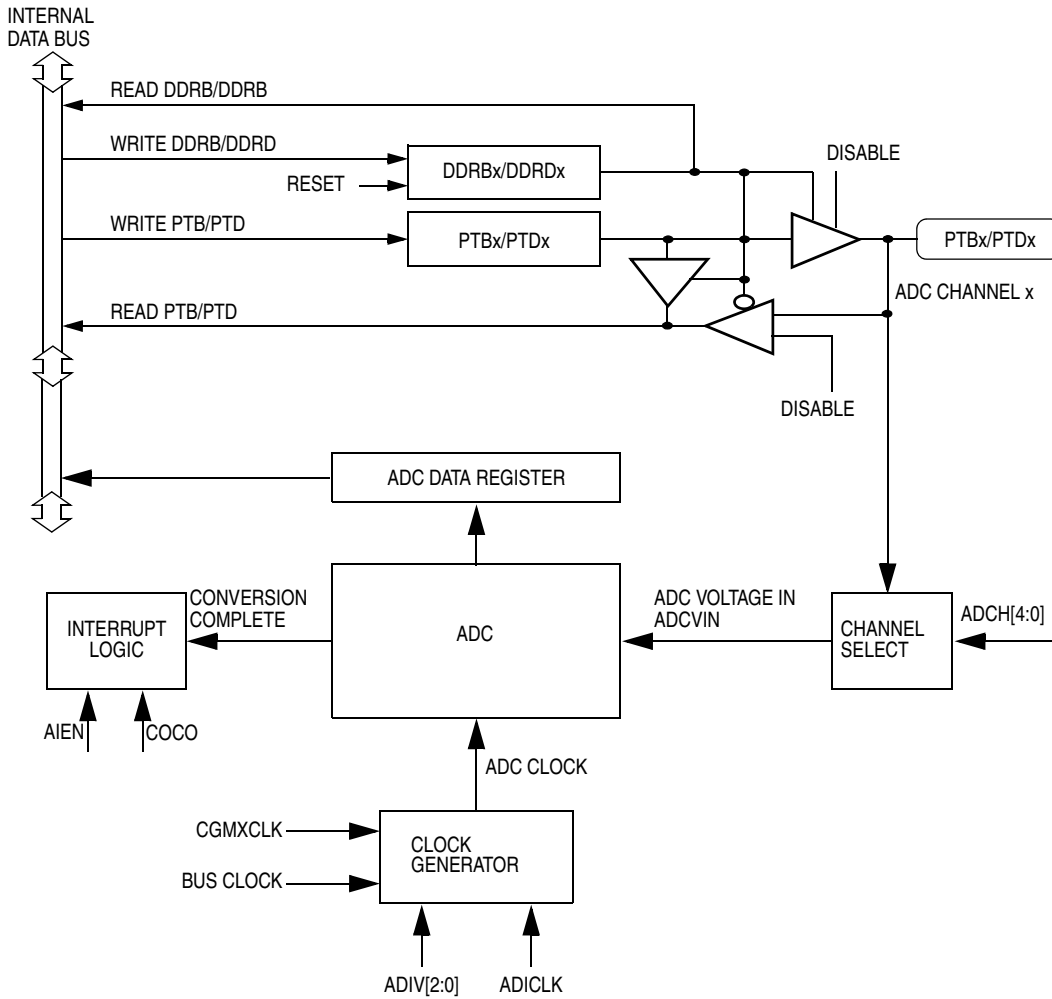 INTERNAL
DATA BUS
READ DDRB/DDRB
WRITE DDRB/DDRD
DISABLE
DDRBx/DDRDx
RESET
WRITE PTB/PTD
PTBx/PTDx
PTBx/PTDx
ADC CHANNEL x
READ PTB/PTD
DISABLE
ADC DATA REGISTER
CONVERSION
COMPLETE
INTERRUPT
LOGIC
ADC
ADC VOLTAGE IN
ADCVIN
CHANNEL
SELECT
ADCH[4:0]
AIEN
COCO
ADC CLOCK
CGMXCLK
CLOCK
GENERATOR
BUS CLOCK
ADIV[2:0]
ADICLK